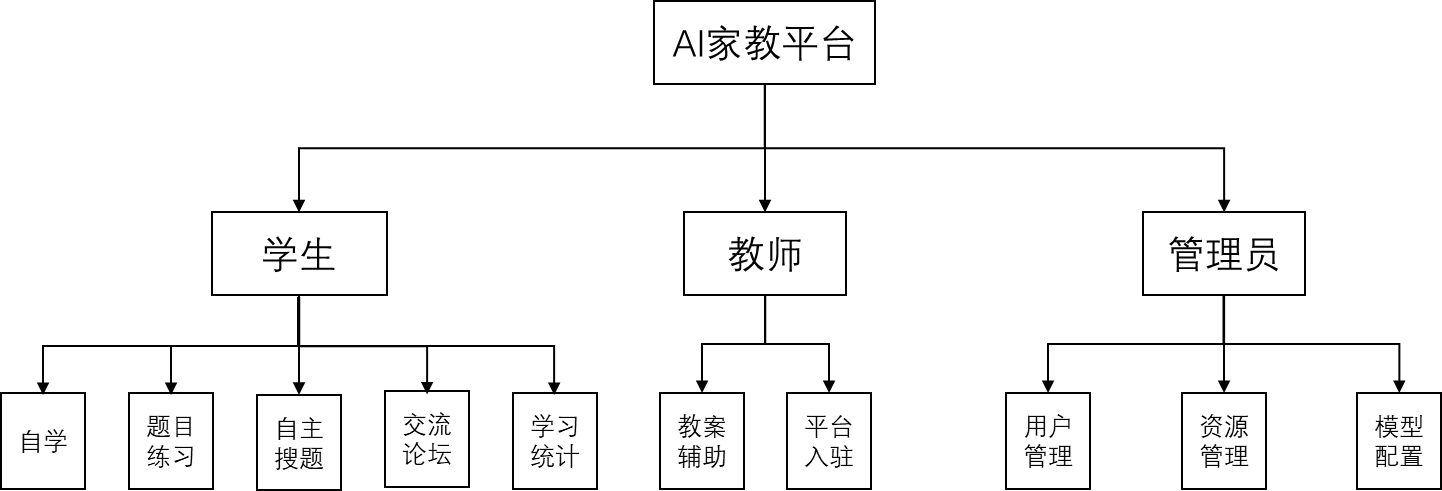 AI家教平台
学生
教师
管理员
自学
题目
练习
自主
搜题
交流
论坛
学习
统计
教案
辅助
平台
入驻
用户
管理
资源
管理
模型
配置